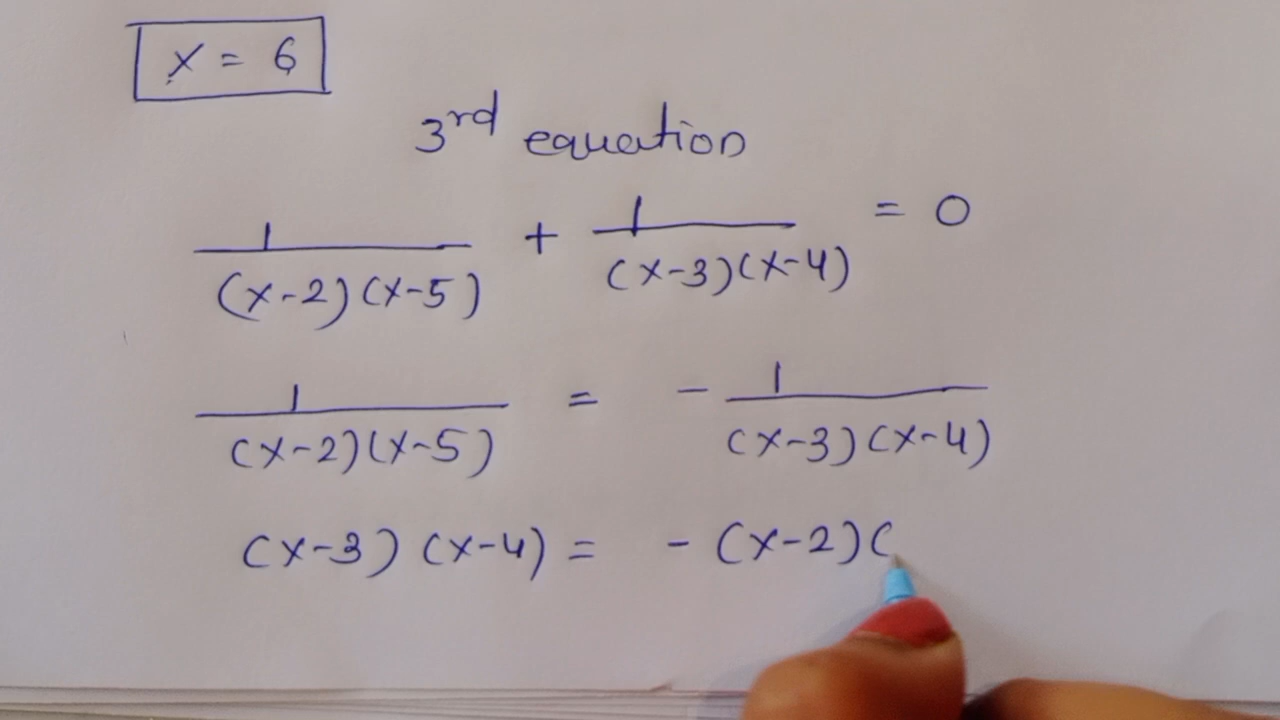 x = 6
3rd equation
1 / (x-2)(x-5) + 1 / (x-3)(x-4) = 0
1 / (x-2)(x-5) = - 1 / (x-3)(x-4)
(x-3) (x-4) = - (x-2)(